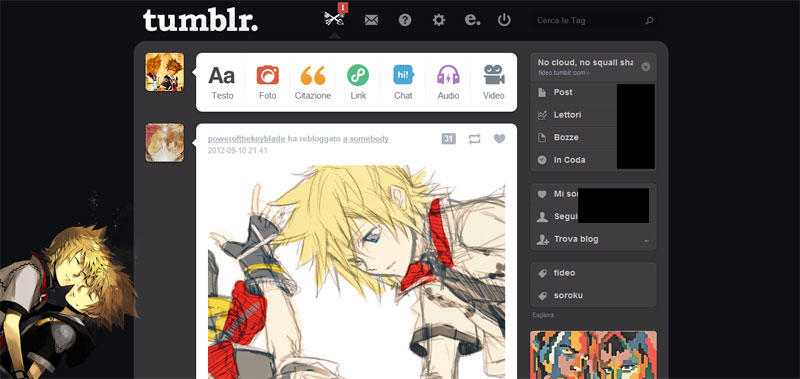 tumblr.
1
e.
Cerca le Tag
Aa
hi!
Testo Foto Citazione Link Chat Audio Video
No cloud, no squall sha
fideo.tumblr.com ›
Post
Lettori
Bozze
In Coda
powerofthekeyblade ha rebloggato a-somebody
31
2012-09-10 21:41
Mi
Segui
Trova blog
fideo
soroku
Esplora